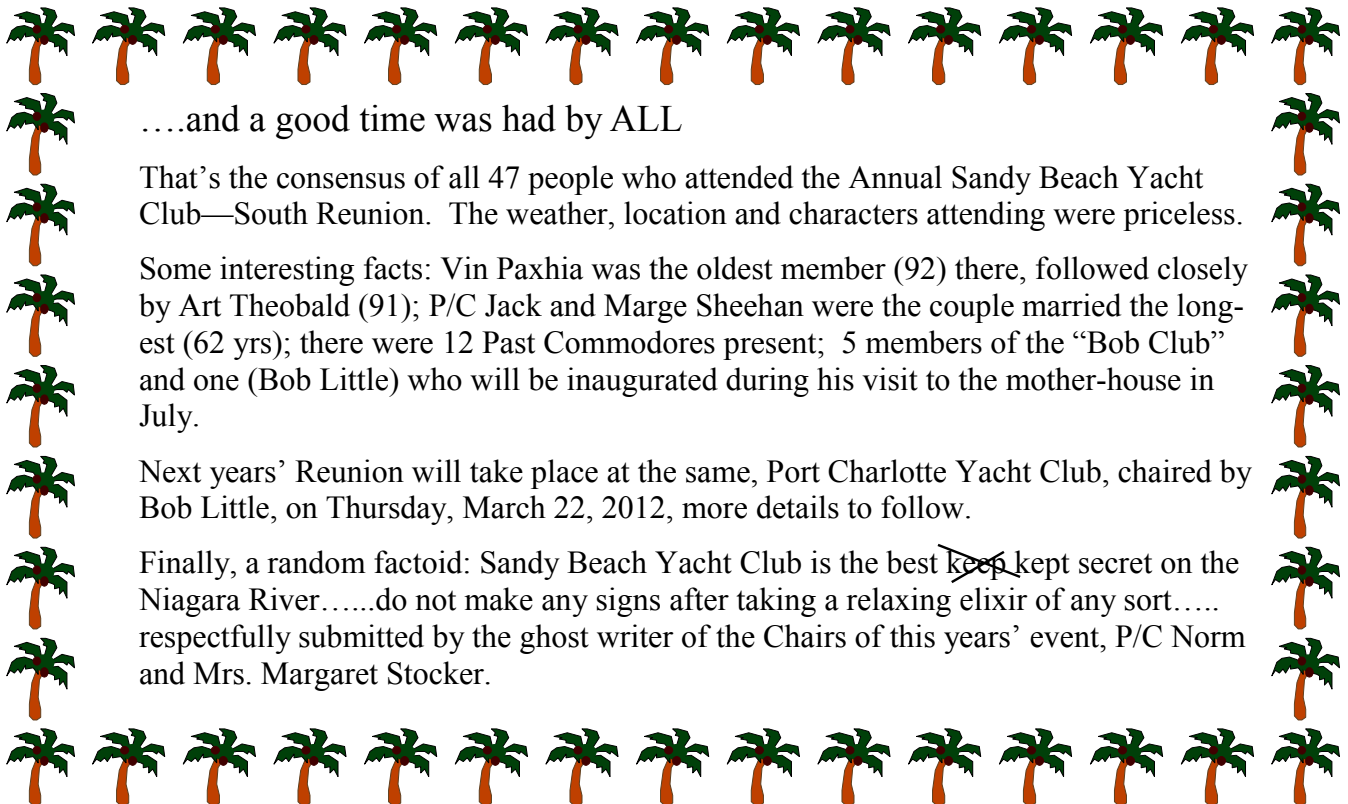 ….and a good time was had by ALL
That’s the consensus of all 47 people who attended the Annual Sandy Beach Yacht
Club—South Reunion.  The weather, location and characters attending were priceless.
Some interesting facts: Vin Paxhia was the oldest member (92) there, followed closely
by Art Theobald (91); P/C Jack and Marge Sheehan were the couple married the long-
est (62 yrs); there were 12 Past Commodores present;  5 members of the “Bob Club”
and one (Bob Little) who will be inaugurated during his visit to the mother-house in
July.
Next years’ Reunion will take place at the same, Port Charlotte Yacht Club, chaired by
Bob Little, on Thursday, March 22, 2012, more details to follow.
Finally, a random factoid: Sandy Beach Yacht Club is the best keep kept secret on the
Niagara River…...do not make any signs after taking a relaxing elixir of any sort…..
respectfully submitted by the ghost writer of the Chairs of this years’ event, P/C Norm
and Mrs. Margaret Stocker.